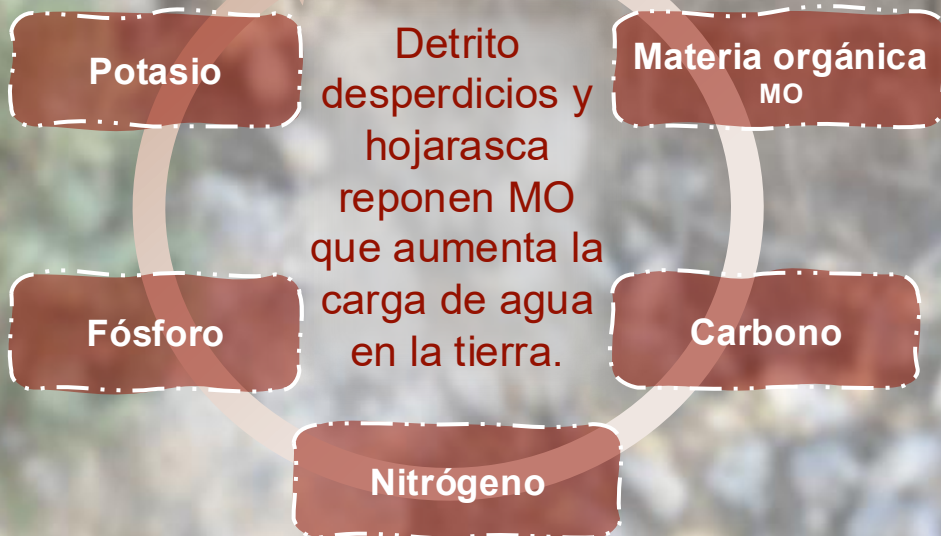 Potasio
Detrito
desperdicios y
hojarasca
reponen MO
que aumenta la
carga de agua
en la tierra.
Materia orgánica
MO
Fósforo
Carbono
Nitrógeno